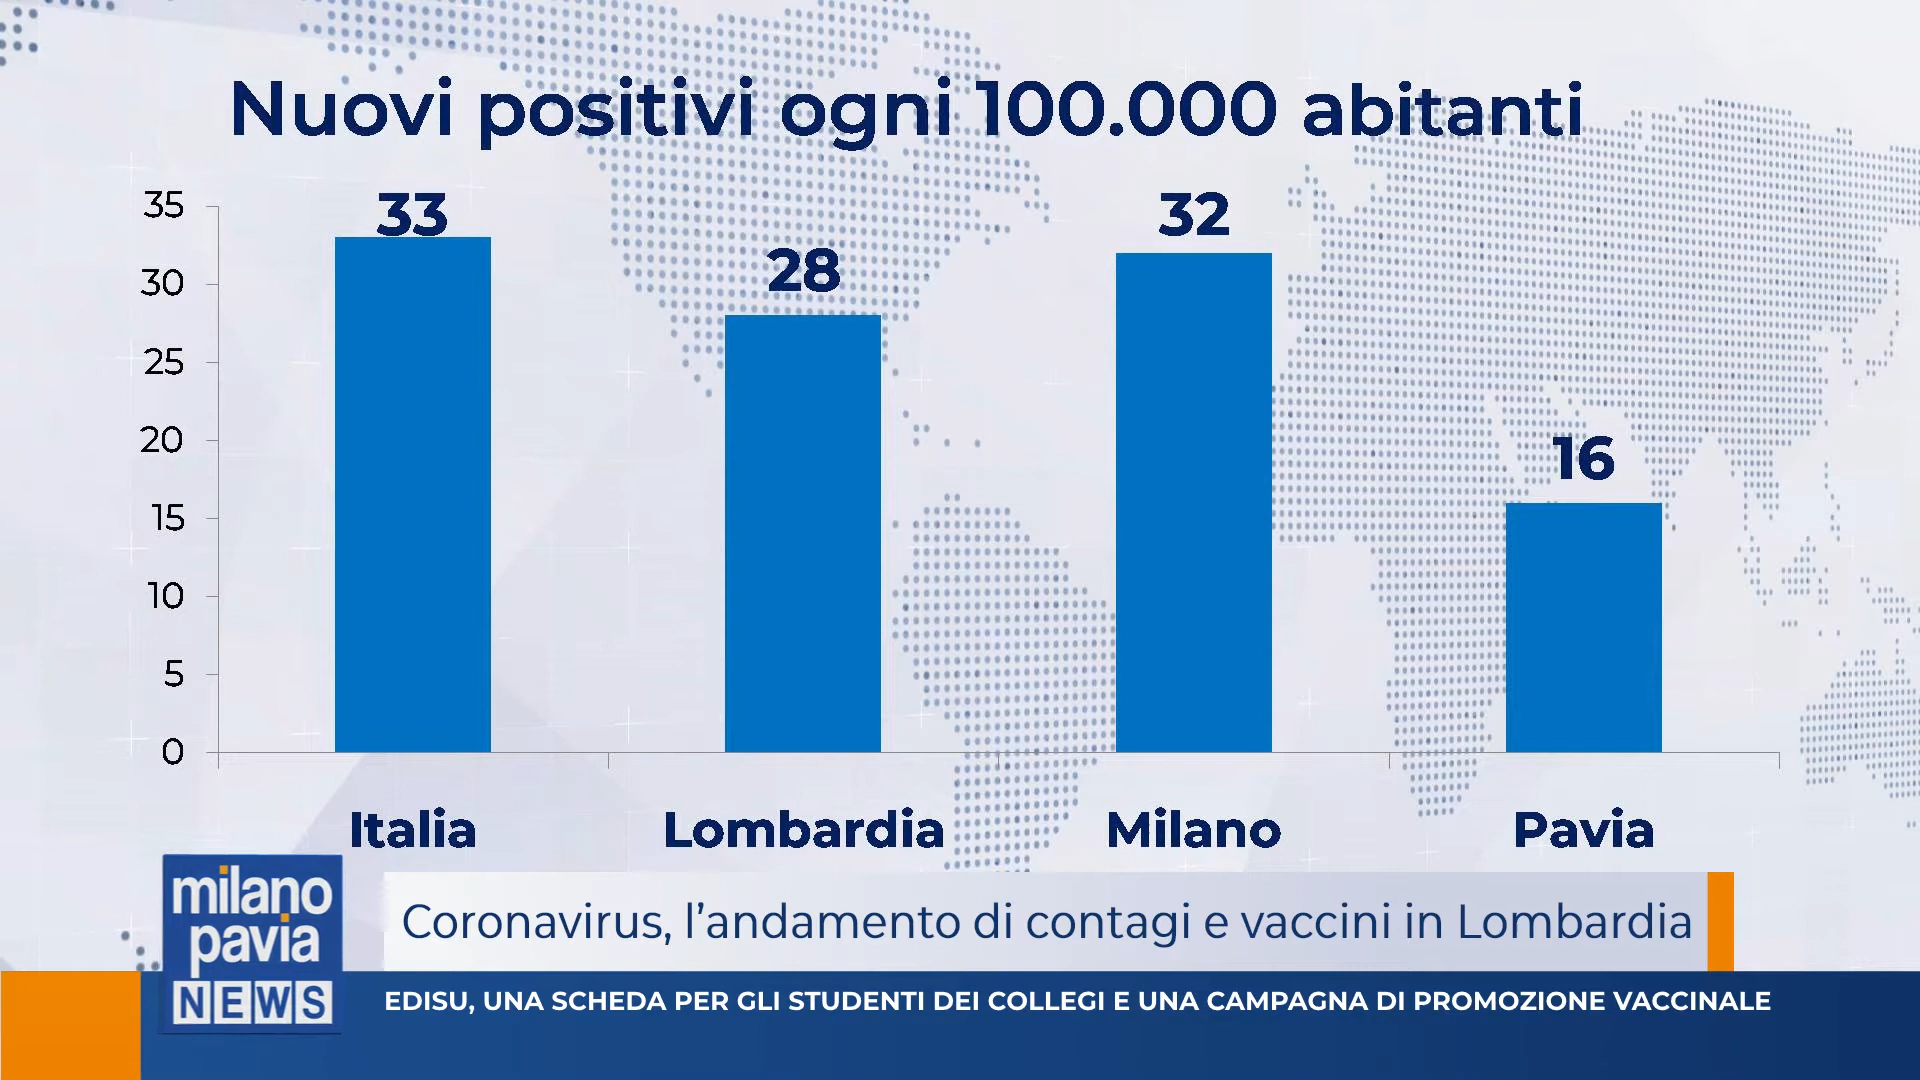 Nuovi positivi ogni 100.000 abitanti
35
30
25
20
15
10
5
0
33
28
32
16
Italia
Lombardia
Milano
Pavia
milano
pavia
NEWS
Coronavirus, l'andamento di contagi e vaccini in Lombardia
EDISU, UNA SCHEDA PER GLI STUDENTI DEI COLLEGI E UNA CAMPAGNA DI PROMOZIONE VACCINALE